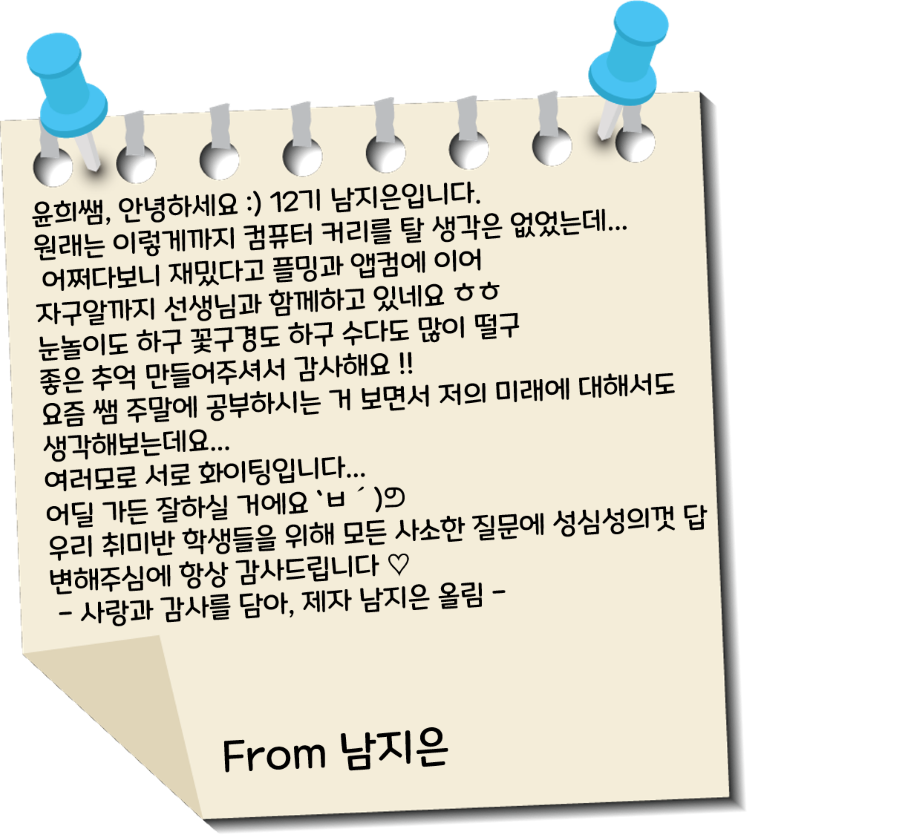 윤희쌤, 안녕하세요 :) 12기 남지은입니다.
원래는 이렇게까지 컴퓨터 커리를 탈 생각은 없었는데...
어쩌다보니 재밌다고 플밍과 앱컴에 이어
자구알까지 선생님과 함께하고 있네요 ㅎㅎ
눈놀이도 하구 꽃구경도 하구 수다도 많이 떨구
좋은 추억 만들어주셔서 감사해요 !!
요즘 쌤 주말에 공부하시는 거 보면서 저의 미래에 대해서도
생각해보는데요...
여러모로 서로 화이팅입니다...
어딜 가든 잘하실 거에요 `ㅂ´)੭
우리 취미반 학생들을 위해 모든 사소한 질문에 성심성의껏 답
변해주심에 항상 감사드립니다 ♡
- 사랑과 감사를 담아, 제자 남지은 올림 -
From 남지은